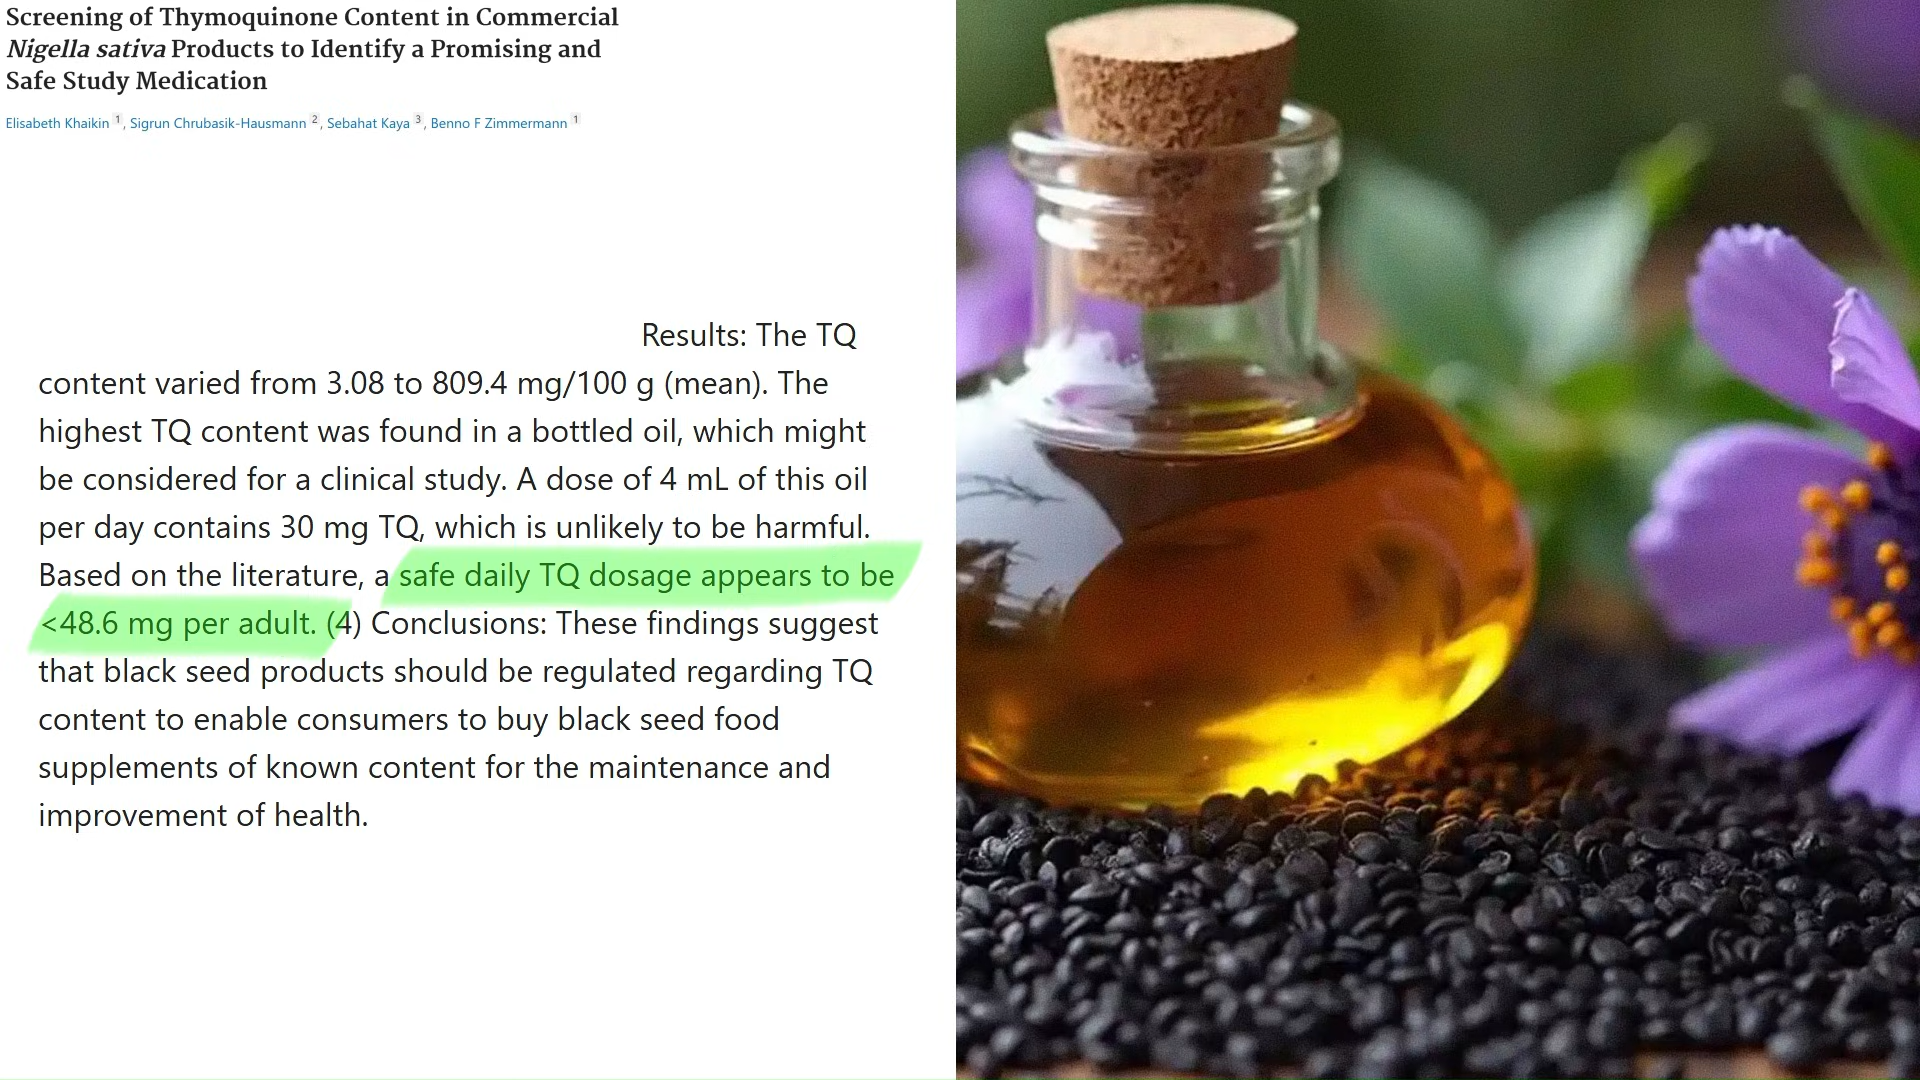 Screening of Thymoquinone Content in Commercial
Nigella sativa Products to Identify a Promising and
Safe Study Medication
Elisabeth Khaikin 1, Sigrun Chrubasik-Hausmann 2, Sebahat Kaya 3, Benno F Zimmermann 1
Results: The TQ
content varied from 3.08 to 809.4 mg/100 g (mean). The
highest TQ content was found in a bottled oil, which might
be considered for a clinical study. A dose of 4 mL of this oil
per day contains 30 mg TQ, which is unlikely to be harmful.
Based on the literature, a safe daily TQ dosage appears to be
<48.6 mg per adult. (4) Conclusions: These findings suggest
that black seed products should be regulated regarding TQ
content to enable consumers to buy black seed food
supplements of known content for the maintenance and
improvement of health.